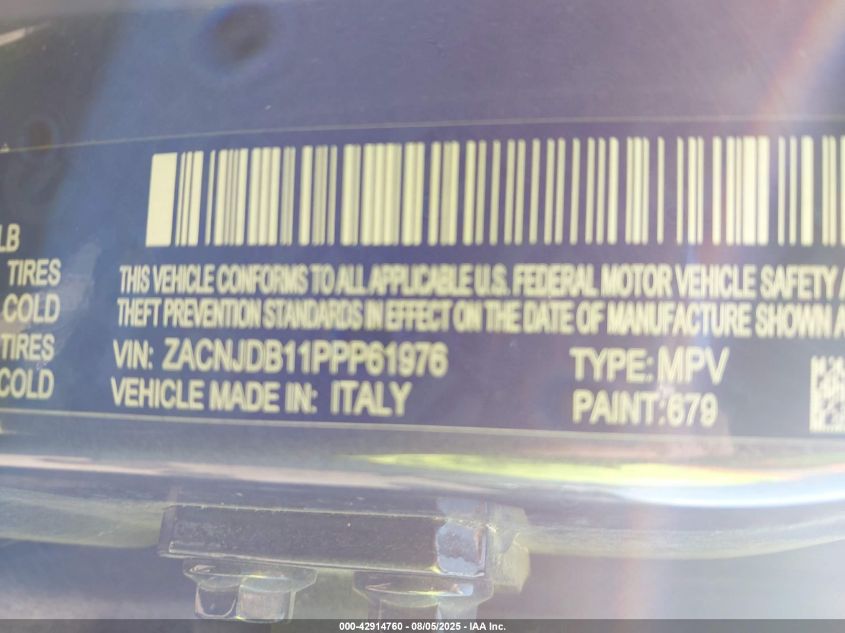 LB
TIRES
COLD
TIRES
COLD
THIS VEHICLE CONFORMS TO ALL APPLICABLE U.S. FEDERAL MOTOR VEHICLE SAFETY A
THEFT PREVENTION STANDARDS IN EFFECT ON THE DATE OF MANUFACTURE SHOWN A
VIN: ZACNJDB11PPP61976 TYPE: MPV
VEHICLE MADE IN: ITALY PAINT: 679
000-42914760 - 08/05/2025 - IAA Inc.